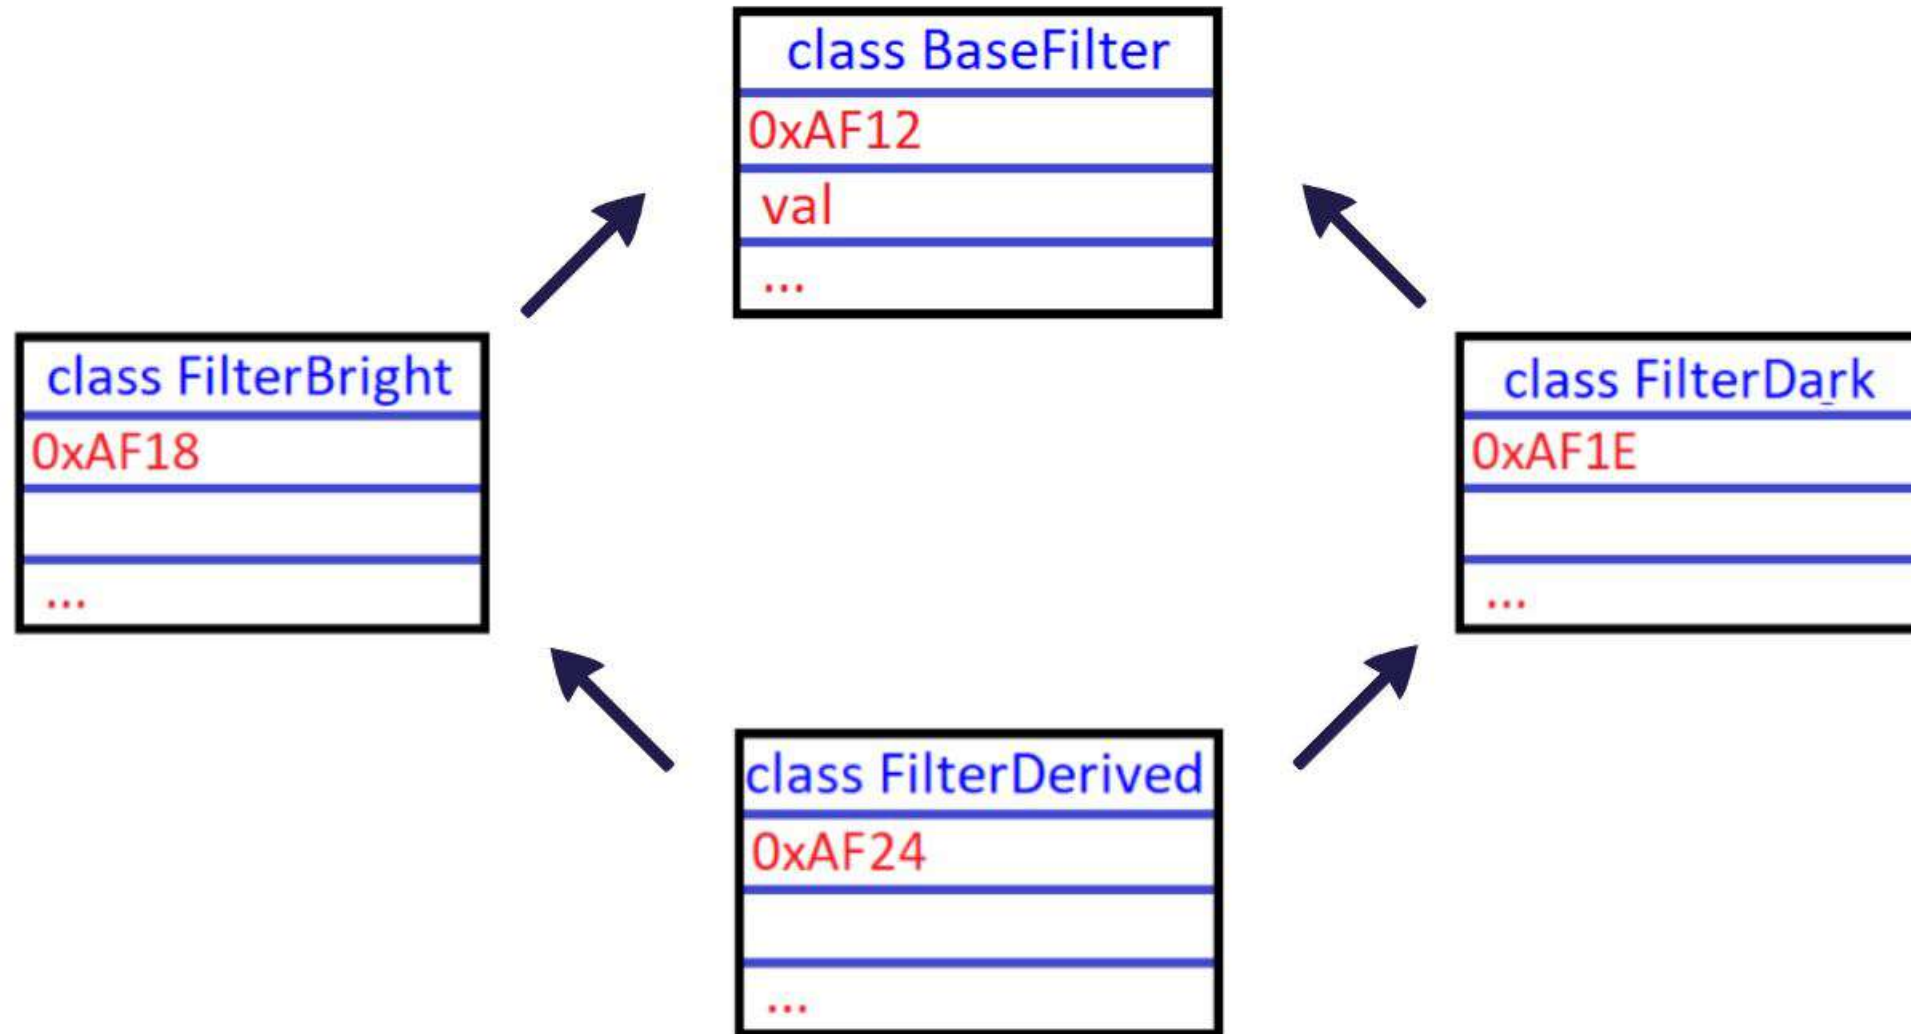 class BaseFilter
0xAF12
val
...
class FilterBright
0xAF18
...
class FilterDark
0xAF1E
...
class FilterDerived
0xAF24
...